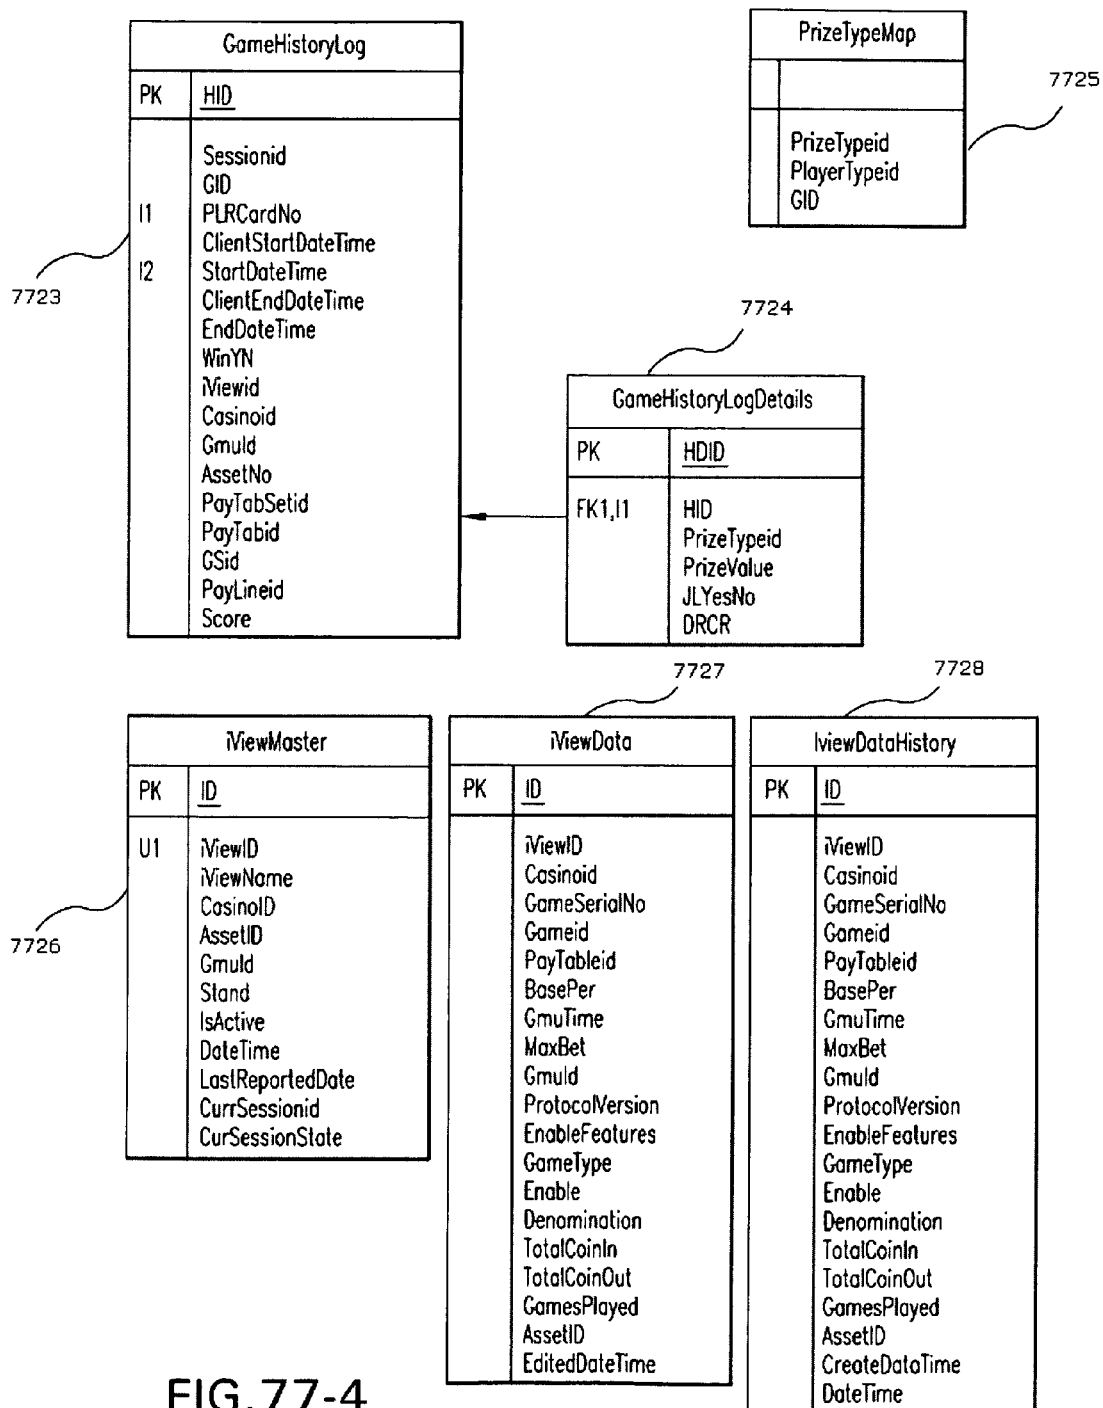 GameHistoryLog
PK HID
Sessionid
GID
I1 PLRCardNo
ClientStartDateTime
I2 StartDateTime
ClientEndDateTime
EndDateTime
WinYN
iViewid
Casinoid
GmuId
AssetNo
PayTabSetid
PayTabid
GSid
PayLineid
Score
7723
PrizeTypeMap
PrizeTypeid
PlayerTypeid
GID
7725
7724
GameHistoryLogDetails
PK HDID
FK1,I1 HID
PrizeTypeid
PrizeValue
JLYesNo
DRCR
iViewMaster
PK ID
U1 iViewID
iViewName
CasinoID
AssetID
GmuId
Stand
IsActive
DateTime
LastReportedDate
CurrSessionid
CurSessionState
7726
7727
iViewData
PK ID
iViewID
Casinoid
GameSerialNo
Gameid
PayTableid
BasePer
GmuTime
MaxBet
GmuId
ProtocolVersion
EnableFeatures
GameType
Enable
Denomination
TotalCoinIn
TotalCoinOut
GamesPlayed
AssetID
EditedDateTime
7728
IviewDataHistory
PK ID
iViewID
Casinoid
GameSerialNo
Gameid
PayTableid
BasePer
GmuTime
MaxBet
GmuId
ProtocolVersion
EnableFeatures
GameType
Enable
Denomination
TotalCoinIn
TotalCoinOut
GamesPlayed
AssetID
CreateDataTime
DateTime
FIG.77-4